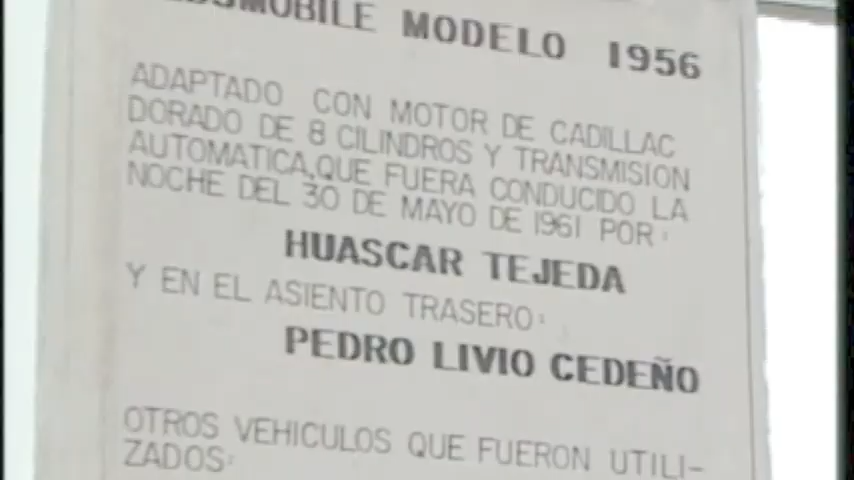 MODELO 1956
ADAPTADO CON MOTOR DE CADILLAC
DORADO DE 8 CILINDROS Y TRANSMISION
AUTOMATICA,QUE FUERA CONDUCIDO LA
NOCHE DEL 30 DE MAYO DE 1961 POR:
HUASCAR TEJEDA
Y EN EL ASIENTO TRASERO:
PEDRO LIVIO CEDEÑO
OTROS VEHICULOS QUE FUERON UTILI-
ZADOS: